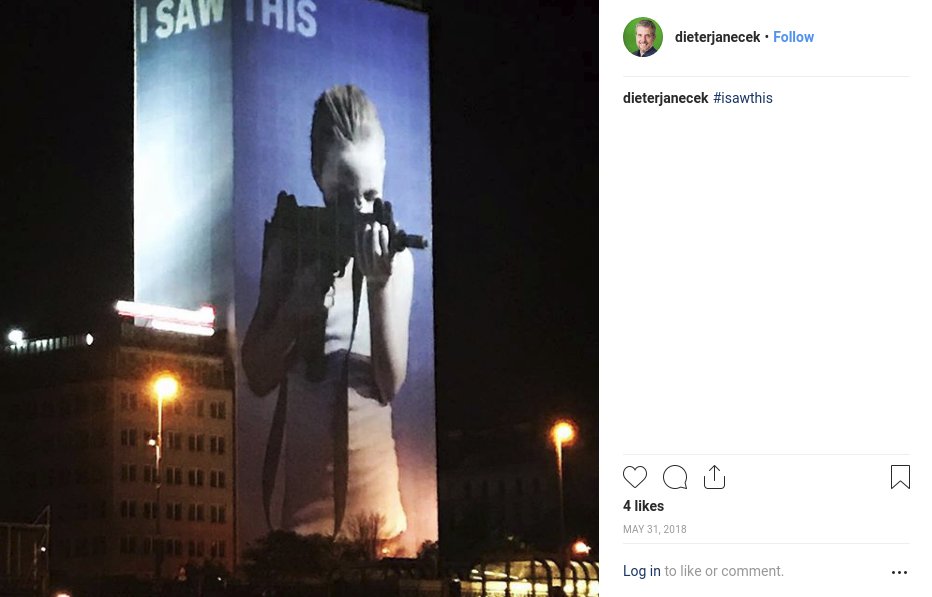 I SAW THIS
dieterjanecek • Follow
dieterjanecek #isawthis
4 likes
MAY 31, 2018
Log in to like or comment.